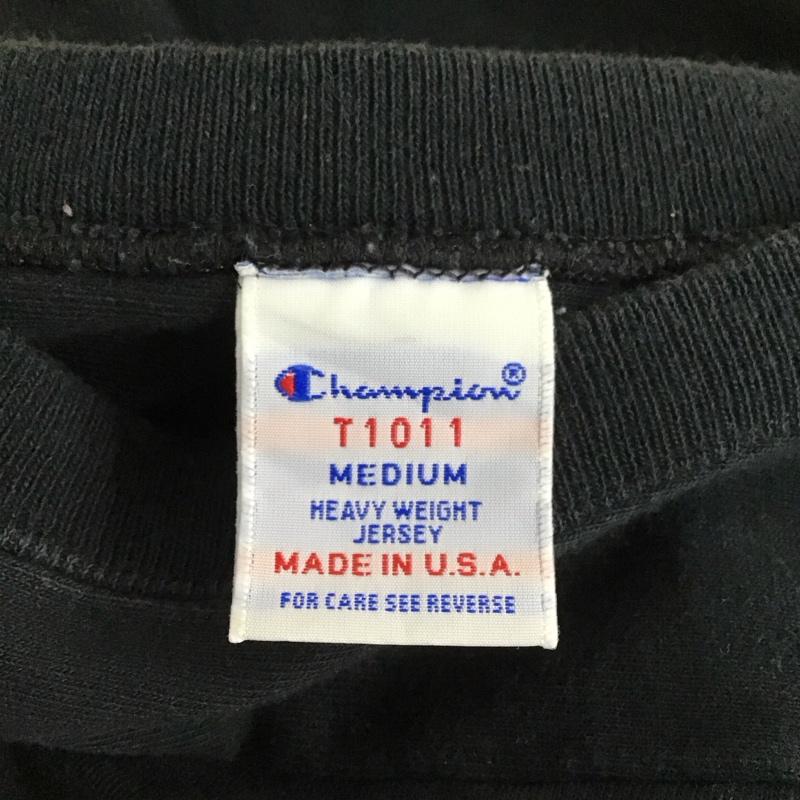 Champion®
T1011
MEDIUM
HEAVY WEIGHT
JERSEY
MADE IN U.S.A.
FOR CARE SEE REVERSE